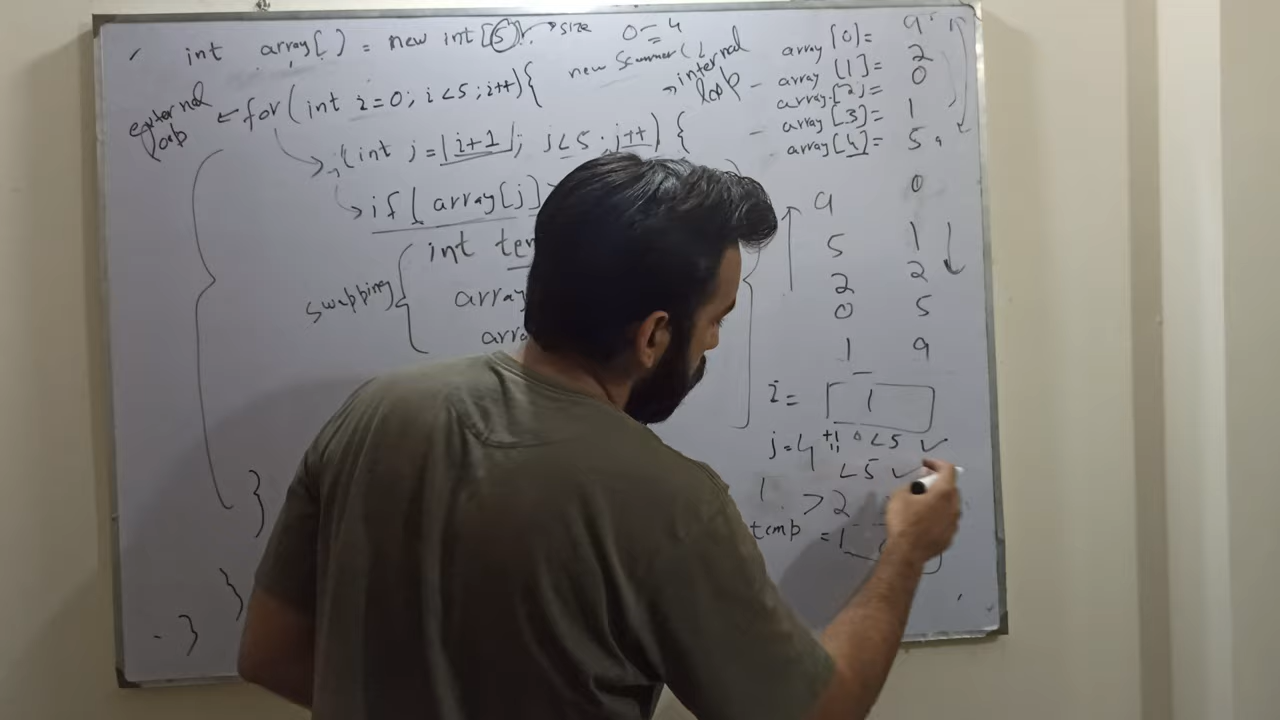 int array[] = new int[5]; → size 0 - 4
new Scanner(
external loop ← for(int i=0; i<5; i++){
→ internal loop
(int j=i+1; j<5; j++) {
if( array[j]
swapping { int tem
array
arra
}
}
}
array[0]= 9
array[1]= 2
array[2]= 0
array[3]= 1
array[4]= 5
9 0
5 1
2 2
0 5
1 9
i= 1
j=4 <5 ✓
<5 ✓
1 > 2
temp = 1